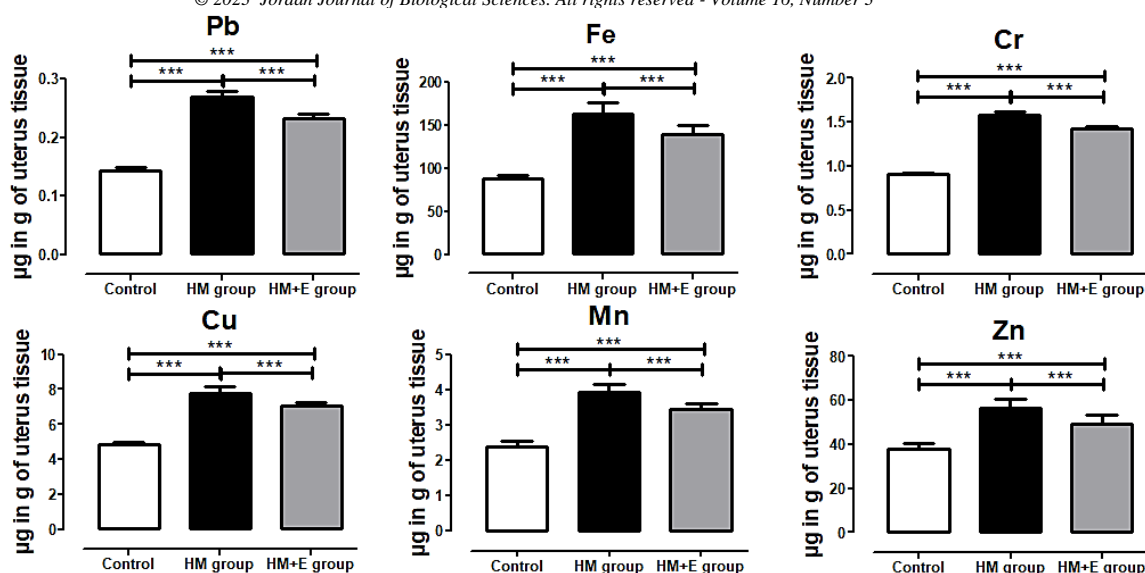 © 2023 Jordan Journal of Biological Sciences. All rights reserved - Volume 16, Number 3
Pb
***
***
***
µg in g of uterus tissue
0.3
0.2
0.1
0.0
Control
HM group
HM+E group
Fe
***
***
***
µg in g of uterus tissue
200
150
100
50
0
Control
HM group
HM+E group
Cr
***
***
***
µg in g of uterus tissue
2.0
1.5
1.0
0.5
0.0
Control
HM group
HM+E group
Cu
***
***
***
µg in g of uterus tissue
10
8
6
4
2
0
Control
HM group
HM+E group
Mn
***
***
***
µg in g of uterus tissue
5
4
3
2
1
0
Control
HM group
HM+E group
Zn
***
***
***
µg in g of uterus tissue
80
60
40
20
0
Control
HM group
HM+E group